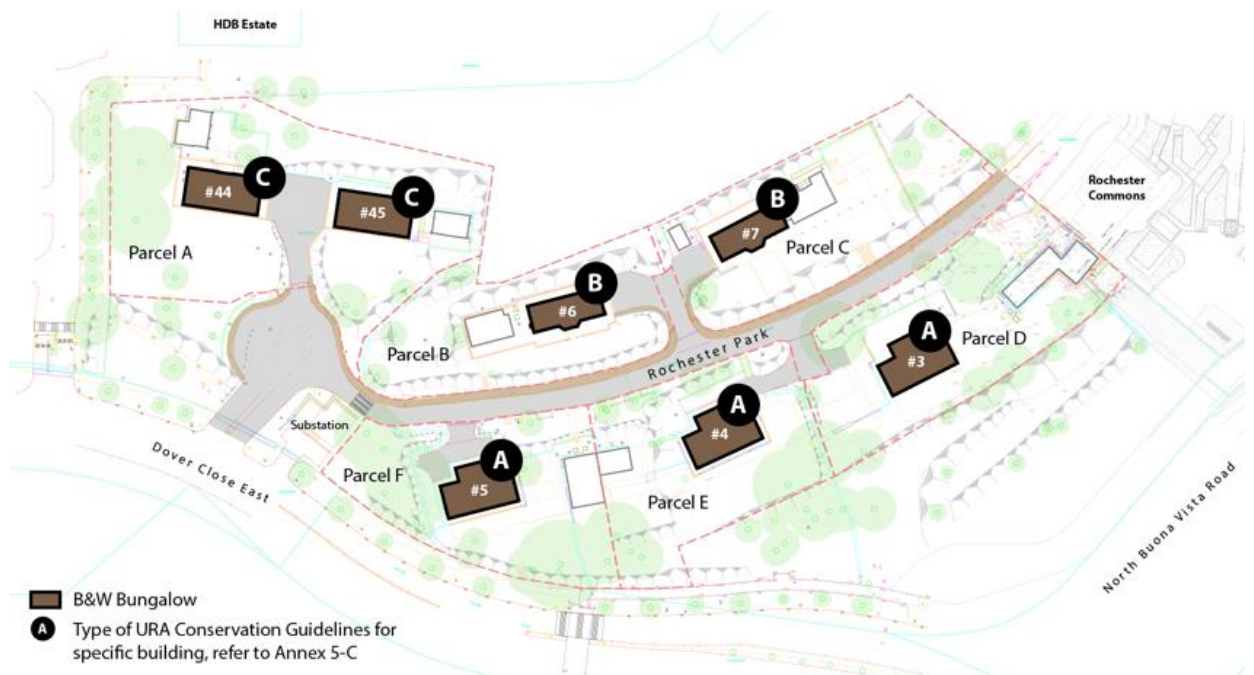 HDB Estate
Rochester
Commons
C
#44
C
#45
B
#7
Parcel A
Parcel C
B
#6
A
#3
Parcel D
Parcel B
Rochester Park
A
#4
Substation
Parcel F
A
#5
Parcel E
Dover Close East
North Buona Vista Road
B&W Bungalow
A
Type of URA Conservation Guidelines for
specific building, refer to Annex 5-C